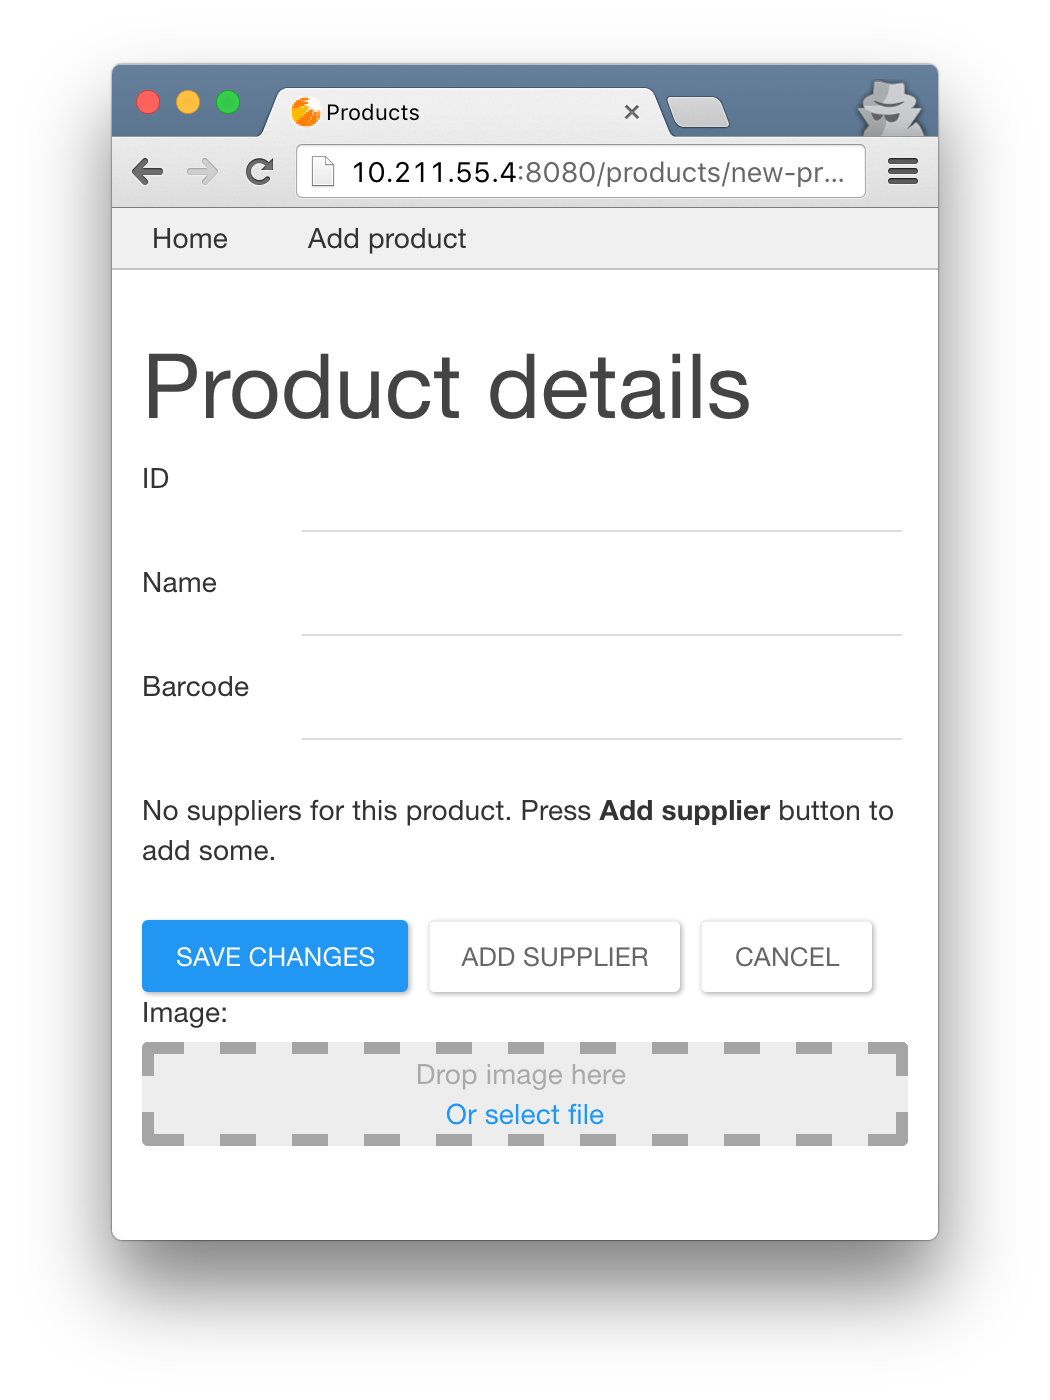 Products
10.211.55.4:8080/products/new-pr...
Home Add product
Product details
ID
Name
Barcode
No suppliers for this product. Press Add supplier button to
add some.
SAVE CHANGES ADD SUPPLIER CANCEL
Image:
Drop image here
Or select file